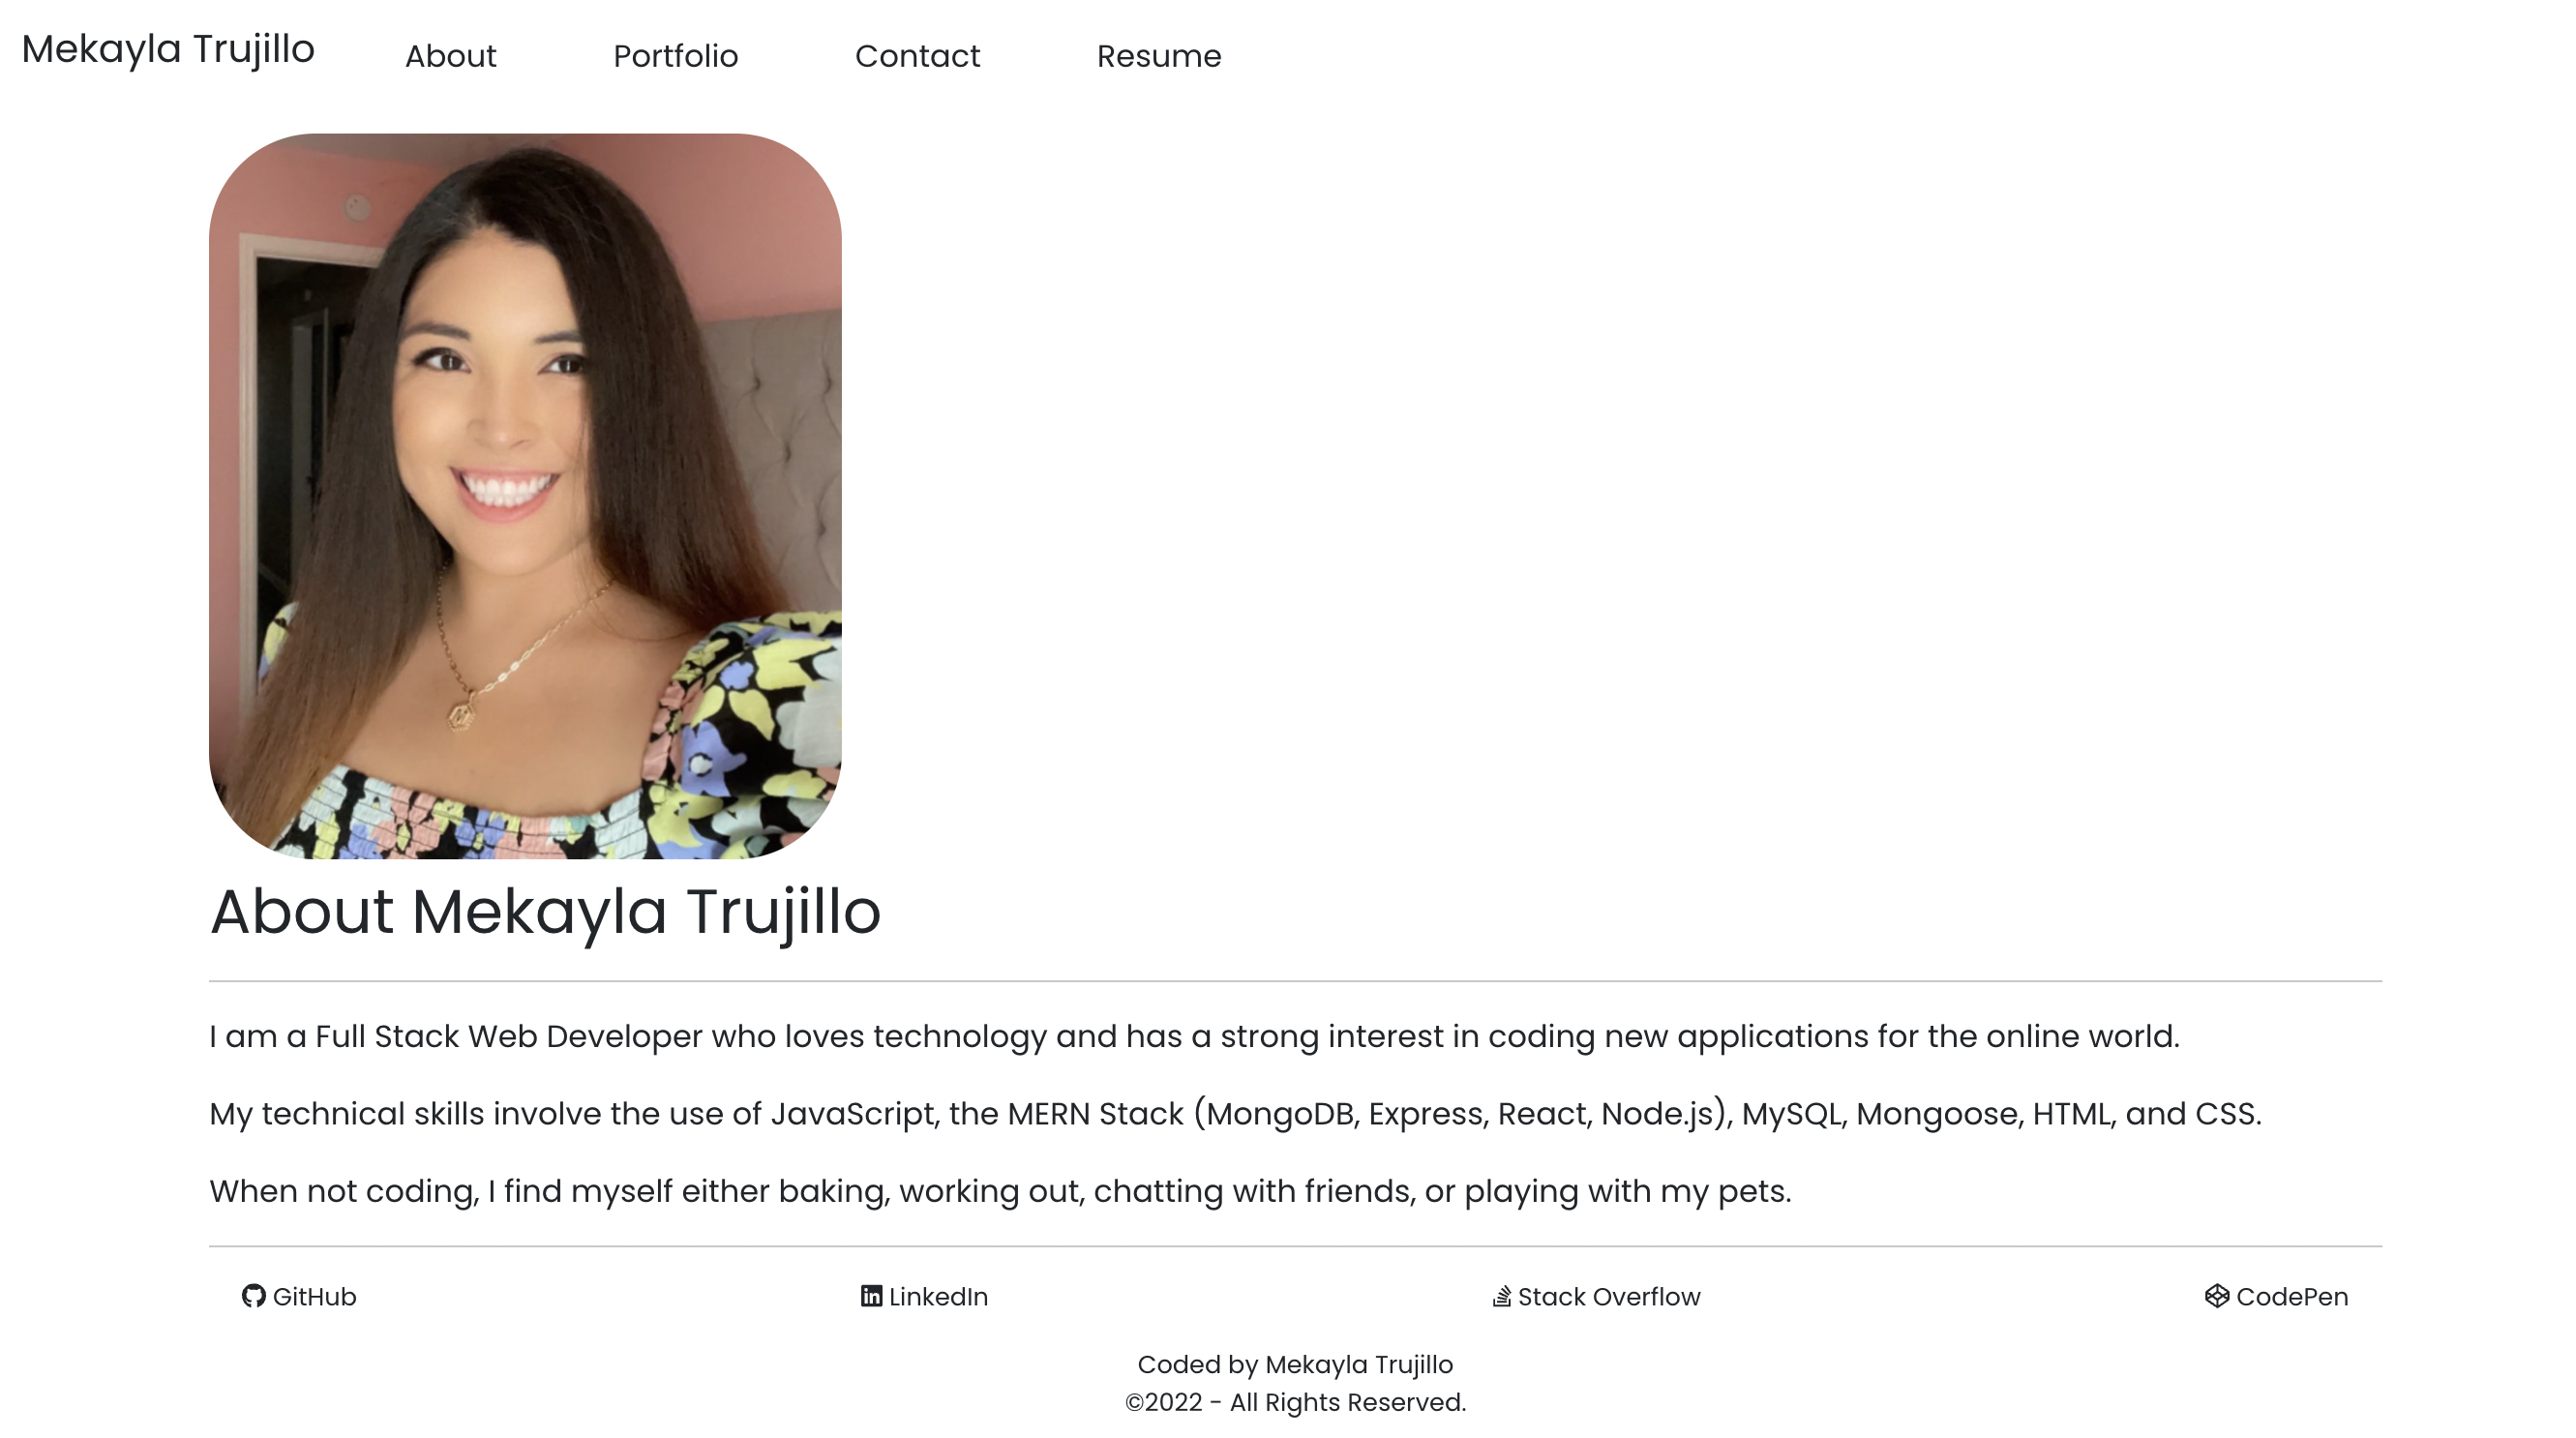 Mekayla Trujillo
About
Portfolio
Contact
Resume
About Mekayla Trujillo
I am a Full Stack Web Developer who loves technology and has a strong interest in coding new applications for the online world.
My technical skills involve the use of JavaScript, the MERN Stack (MongoDB, Express, React, Node.js), MySQL, Mongoose, HTML, and CSS.
When not coding, I find myself either baking, working out, chatting with friends, or playing with my pets.
GitHub
LinkedIn
Stack Overflow
CodePen
Coded by Mekayla Trujillo
©2022 - All Rights Reserved.